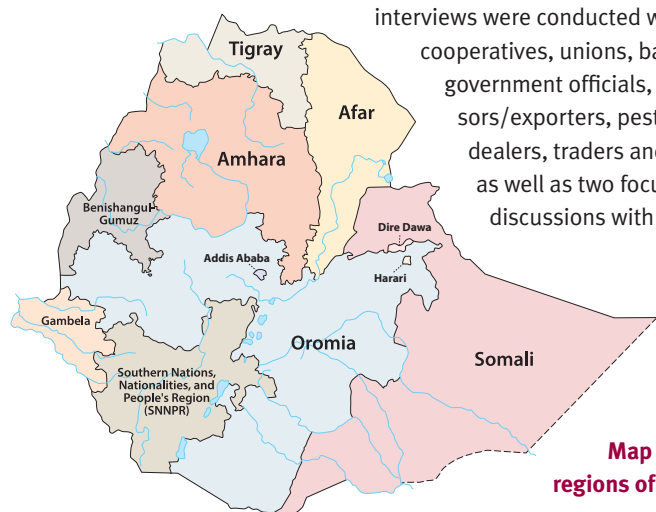 interviews were conducted w
cooperatives, unions, ba
government officials,
sors/exporters, pest
dealers, traders and
as well as two focu
discussions with
Tigray
Afar
Amhara
Benishangul-
Gumuz
Dire Dawa
Addis Ababa
Harari
Gambela
Oromia
Somali
Southern Nations,
Nationalities, and
People's Region
(SNNPR)
Map
regions of